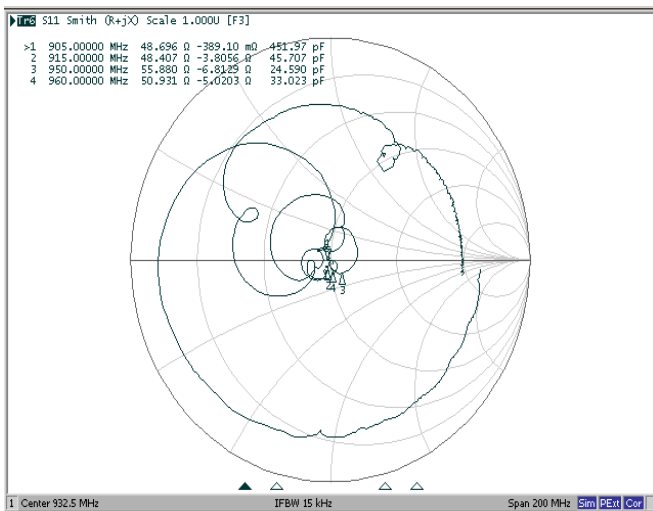 Tr6 S11 Smith (R+jX) Scale 1.000U [F3]
>1 905.00000 MHz 48.696 Ω -389.10 mΩ 451.97 pF
2 915.00000 MHz 48.407 Ω -3.8056 Ω 45.707 pF
3 950.00000 MHz 55.880 Ω -6.8129 Ω 24.590 pF
4 960.00000 MHz 50.931 Ω -5.0203 Ω 33.023 pF
4 3
1 Center 932.5 MHz IFBW 15 kHz Span 200 MHz Sim PExt Cor